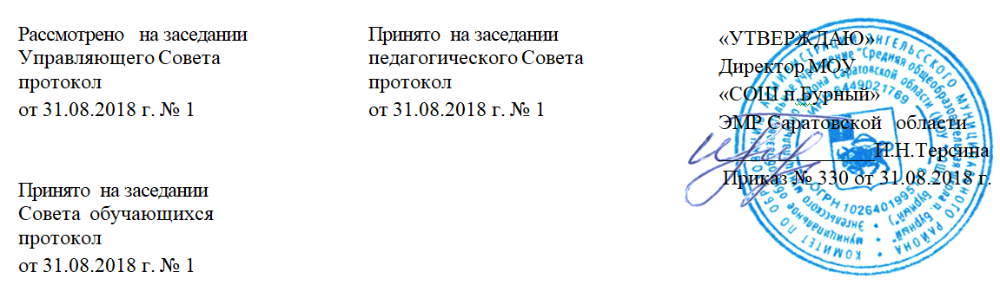 Рассмотрено на заседании
Управляющего Совета
протокол
от 31.08.2018 г. № 1
Принято на заседании
педагогического Совета
протокол
от 31.08.2018 г. № 1
«УТВЕРЖДАЮ»
Директор МОУ
«СОШ п.Бурный»
ЭМР Саратовской области
И.Н.Терсина
Приказ № 330 от 31.08.2018 г.
Принято на заседании
Совета обучающихся
протокол
от 31.08.2018 г. № 1